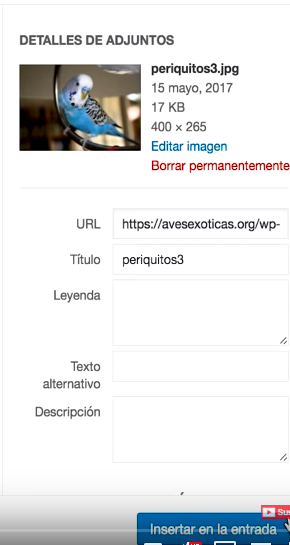 DETALLES DE ADJUNTOS
periquitos3.jpg
15 mayo, 2017
17 KB
400 × 265
Editar imagen
Borrar permanentemente
URL
https://avesexoticas.org/wp-
Título
periquitos3
Leyenda
Texto
alternativo
Descripción
Insertar en la entrada